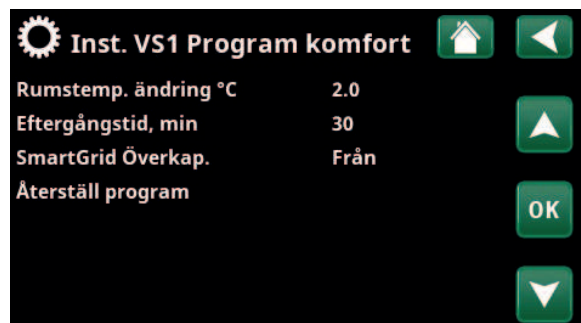 Inst. VS1 Program komfort
Rumstemp. ändring °C 2.0
Eftergångstid, min 30
SmartGrid Överkap. Från
Återställ program
OK